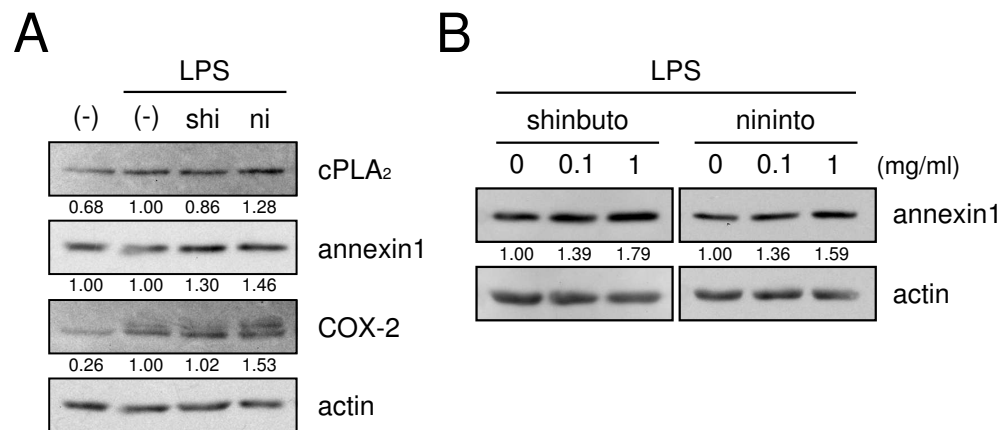 A
LPS
(-) (-) shi ni
cPLA2
0.68 1.00 0.86 1.28
annexin1
1.00 1.00 1.30 1.46
COX-2
0.26 1.00 1.02 1.53
actin
B
LPS
shinbuto nininto
0 0.1 1 0 0.1 1 (mg/ml)
annexin1
1.00 1.39 1.79 1.00 1.36 1.59
actin